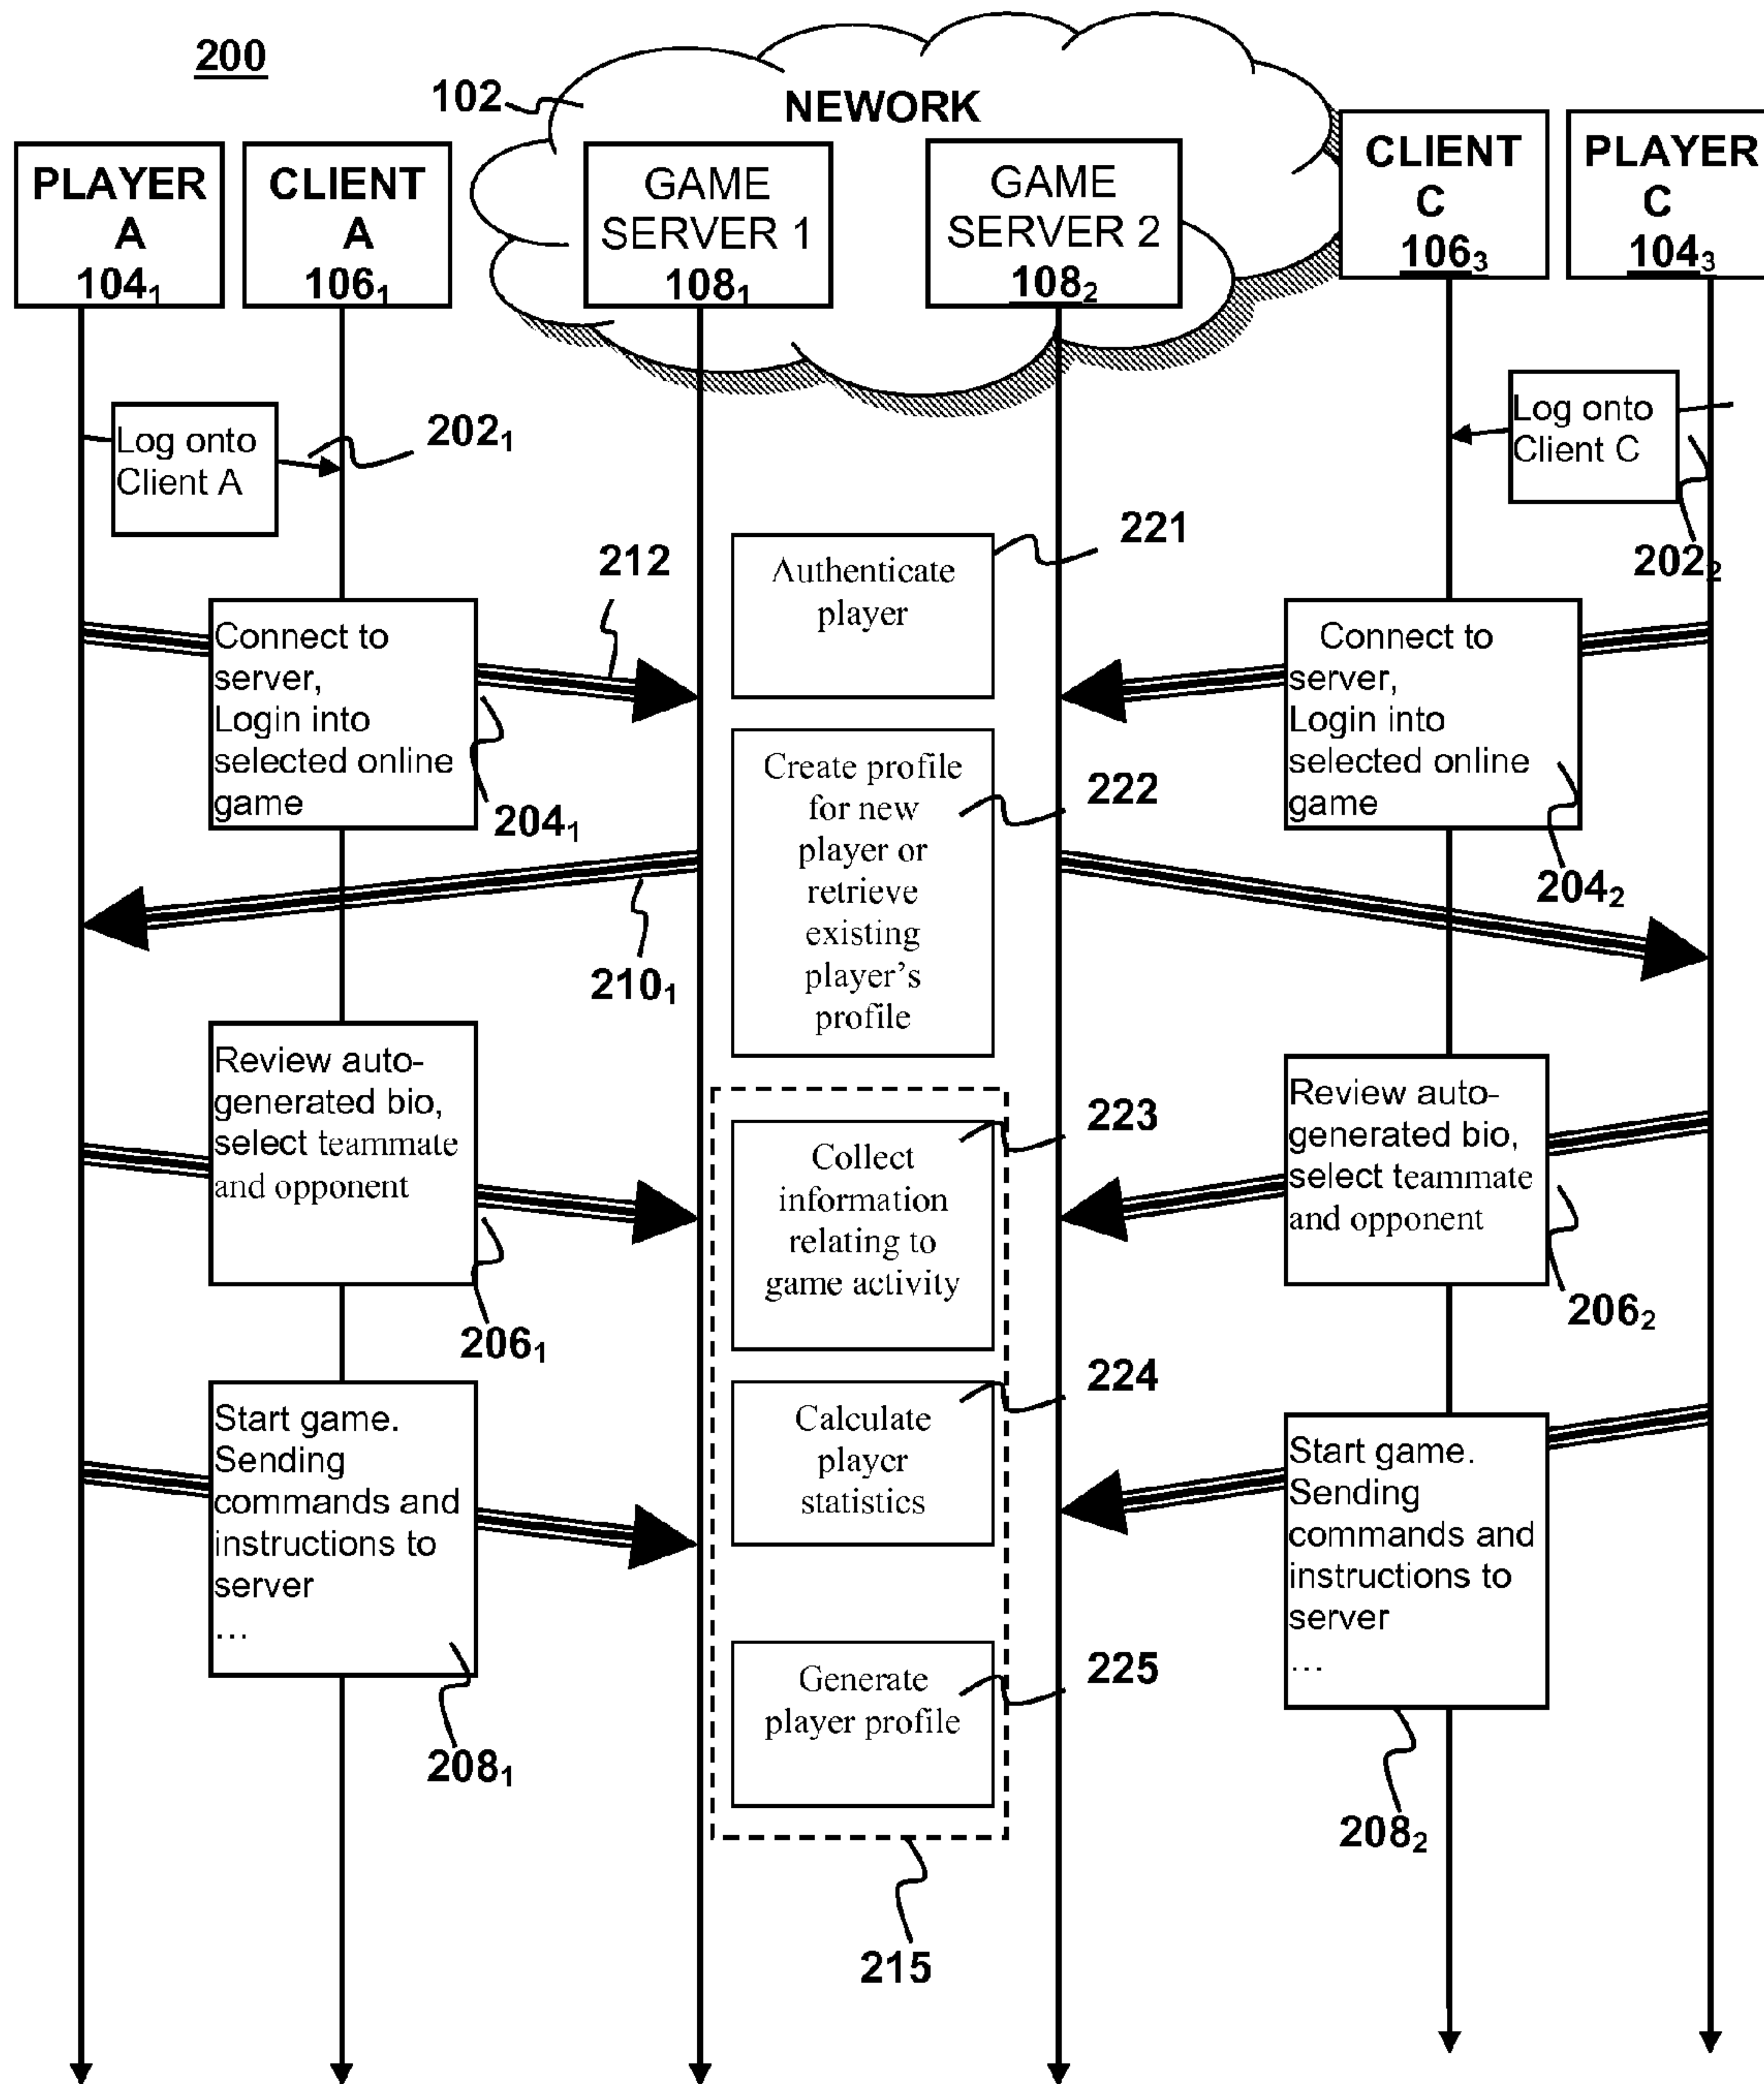 200
102
NEWORK
PLAYER
A
104₁
CLIENT
A
106₁
GAME
SERVER 1
108₁
GAME
SERVER 2
108₂
CLIENT
C
106₃
PLAYER
C
104₃
Log onto
Client A
202₁
Log onto
Client C
202₂
212
Connect to
server,
Login into
selected online
game
204₁
Authenticate
player
221
Connect to
server,
Login into
selected online
game
204₂
Create profile
for new
player or
retrieve
existing
player's
profile
222
210₁
Review auto-
generated bio,
select teammate
and opponent
206₁
Collect
information
relating to
game activity
223
Review auto-
generated bio,
select teammate
and opponent
206₂
Start game.
Sending
commands and
instructions to
server
...
208₁
Calculate
player
statistics
224
Start game.
Sending
commands and
instructions to
server
...
208₂
Generate
player profile
225
215